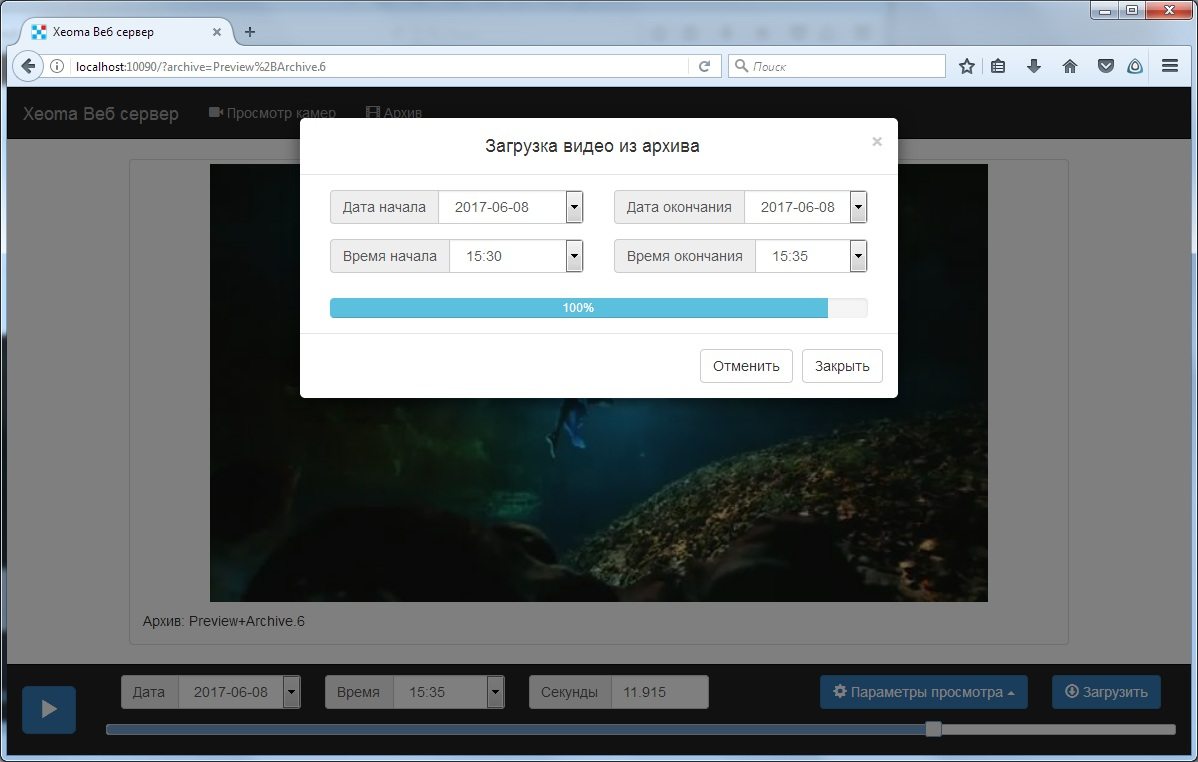 Xeoma Веб сервер
localhost:10090/?archive=Preview%2BArchive.6
Поиск
Xeoma Веб сервер Просмотр камер Архив
Загрузка видео из архива ×
Дата начала 2017-06-08 Дата окончания 2017-06-08
Время начала 15:30 Время окончания 15:35
100%
Отменить Закрыть
Архив: Preview+Archive.6
Дата 2017-06-08 Время 15:35 Секунды 11.915 Параметры просмотра Загрузить